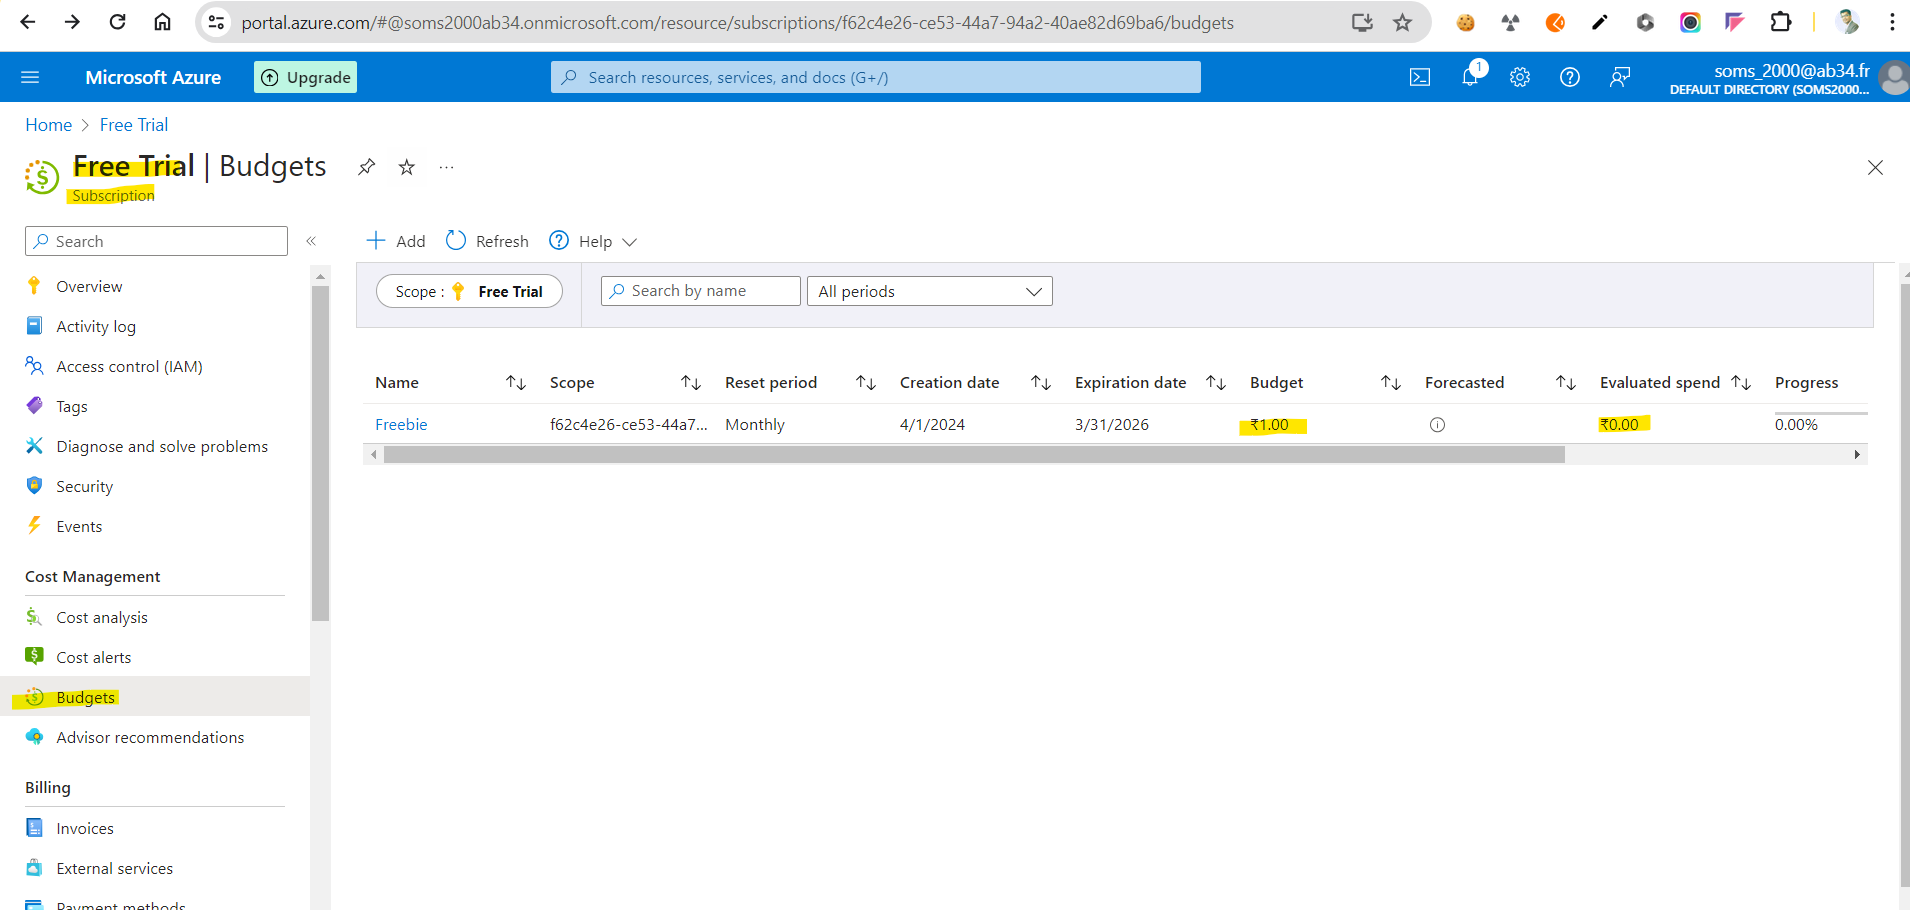 portal.azure.com/#@soms2000ab34.onmicrosoft.com/resource/subscriptions/f62c4e26-ce53-44a7-94a2-40ae82d69ba6/budgets
Microsoft Azure
Upgrade
Search resources, services, and docs (G+/)
1
soms_2000@ab34.fr
DEFAULT DIRECTORY (SOMS2000...
Home > Free Trial
Free Trial | Budgets
...
Subscription
Search
«
Add
Refresh
Help
Scope : Free Trial
Search by name
All periods
Overview
Activity log
Access control (IAM)
Tags
Diagnose and solve problems
Security
Events
Cost Management
Cost analysis
Cost alerts
Budgets
Advisor recommendations
Billing
Invoices
External services
Payment methods
Name Scope Reset period Creation date Expiration date Budget Forecasted Evaluated spend Progress
Freebie f62c4e26-ce53-44a7... Monthly 4/1/2024 3/31/2026 ₹1.00 ₹0.00 0.00%